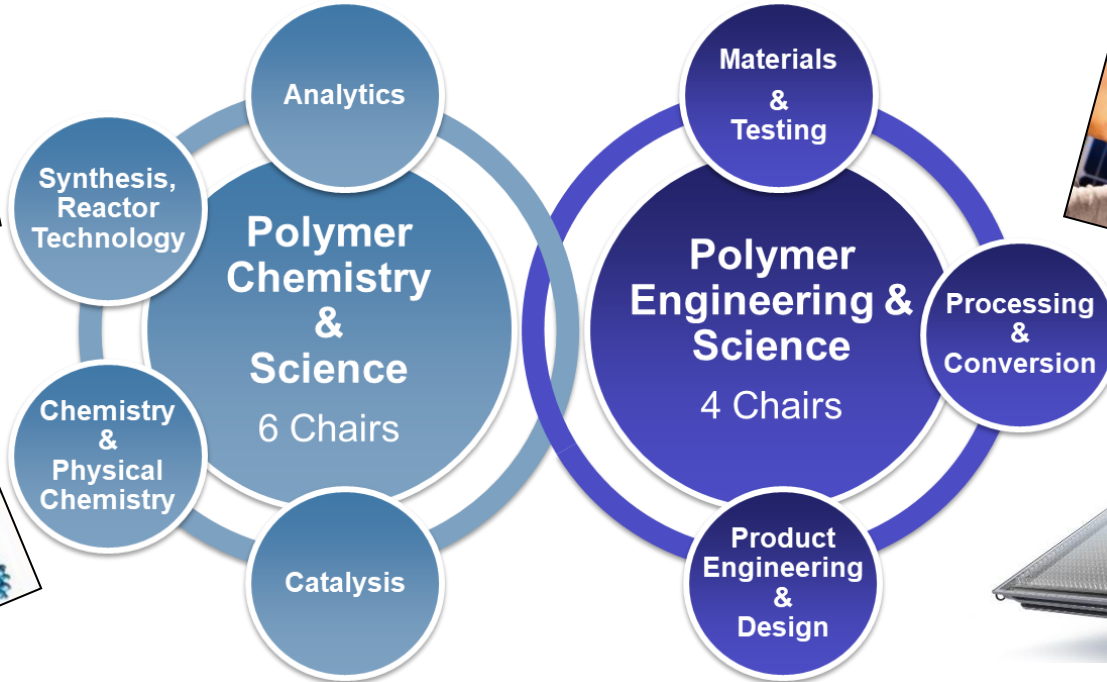 Analytics
Synthesis,
Reactor
Technology
Polymer
Chemistry
&
Science
6 Chairs
Chemistry
&
Physical
Chemistry
Catalysis
Materials
&
Testing
Polymer
Engineering &
Science
4 Chairs
Processing
&
Conversion
Product
Engineering
&
Design